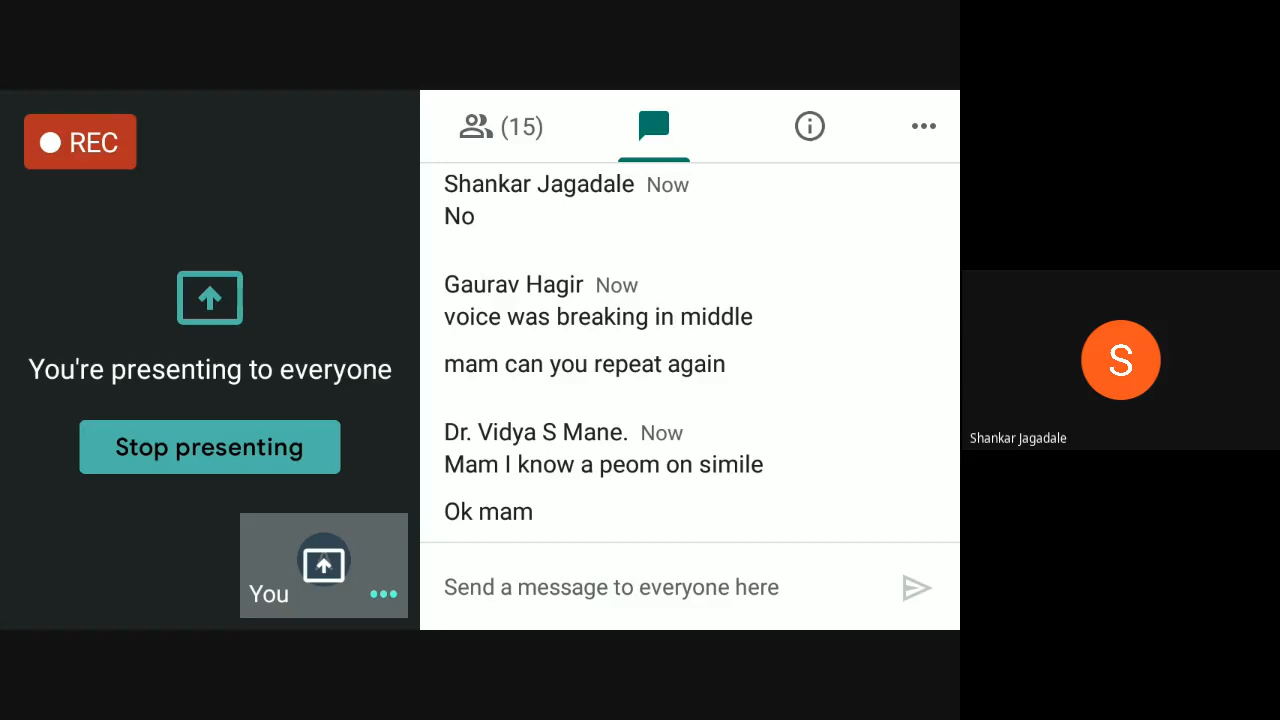 REC
You're presenting to everyone
Stop presenting
You
(15)
Shankar Jagadale Now
No
Gaurav Hagir Now
voice was breaking in middle
mam can you repeat again
Dr. Vidya S Mane. Now
Mam I know a peom on simile
Ok mam
Send a message to everyone here
S
Shankar Jagadale